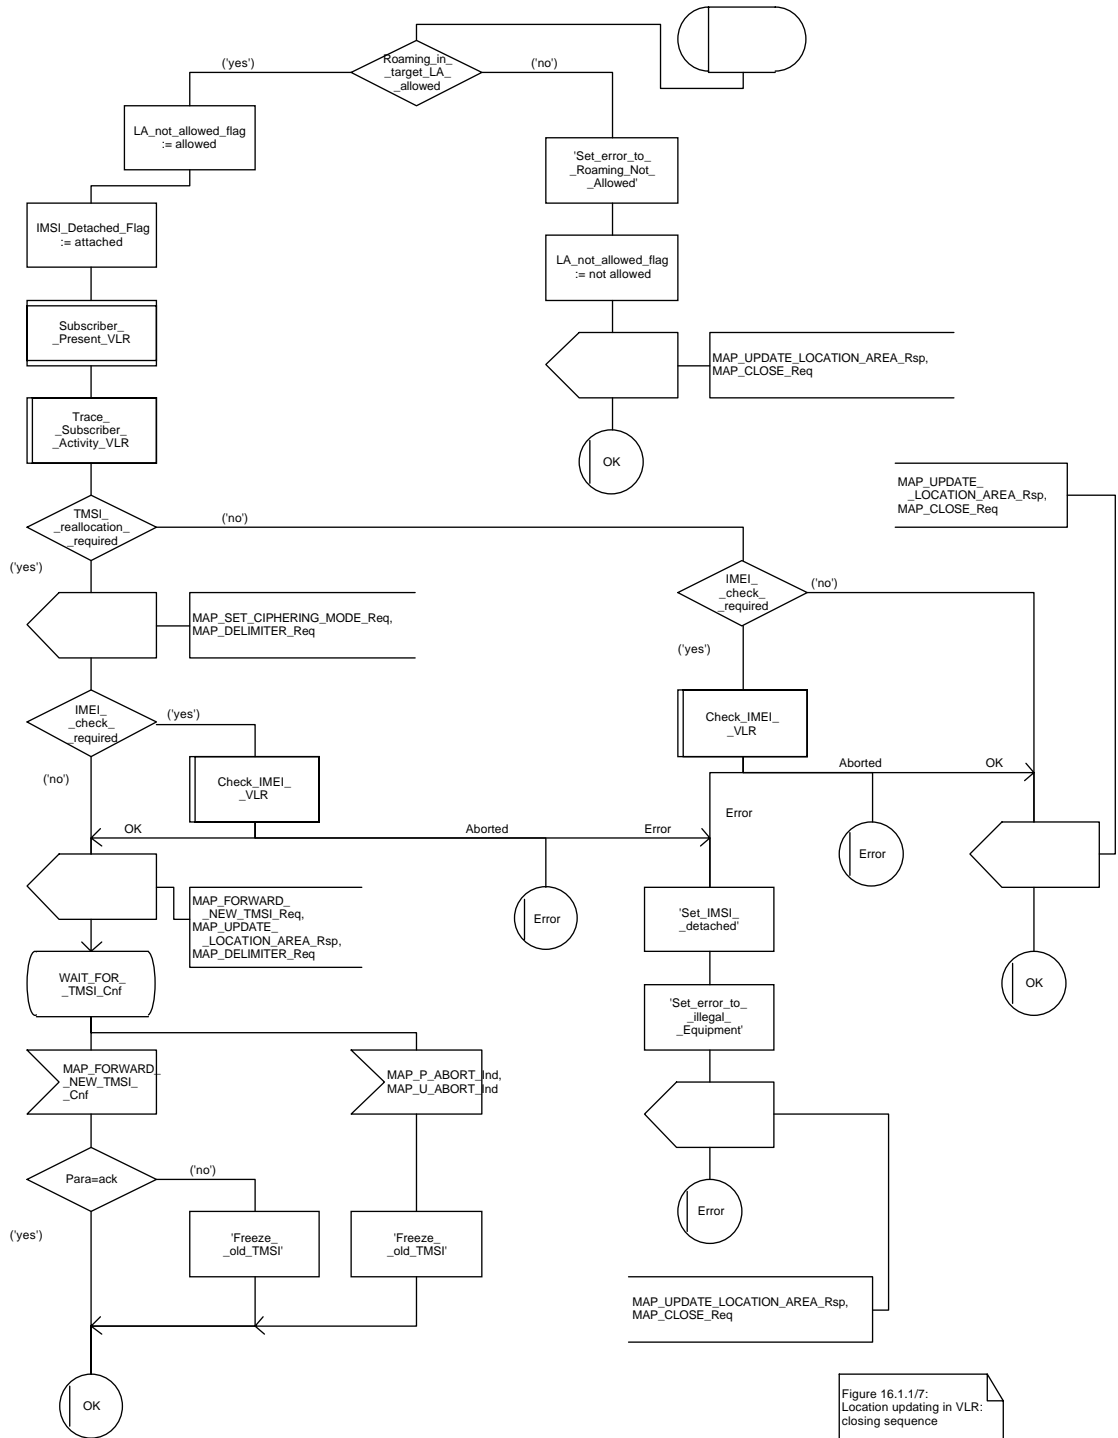 Roaming_in_
_target_LA_
_allowed
('yes')
('no')
LA_not_allowed_flag
:= allowed
'Set_error_to_
_Roaming_Not_
_Allowed'
IMSI_Detached_Flag
:= attached
LA_not_allowed_flag
:= not allowed
Subscriber_
_Present_VLR
MAP_UPDATE_LOCATION_AREA_Rsp,
MAP_CLOSE_Req
Trace_
_Subscriber_
_Activity_VLR
OK
MAP_UPDATE_
_LOCATION_AREA_Rsp,
MAP_CLOSE_Req
TMSI_
_reallocation_
_required
('no')
('yes')
IMEI_
_check_
_required
('no')
('yes')
MAP_SET_CIPHERING_MODE_Req,
MAP_DELIMITER_Req
IMEI_
_check_
_required
('yes')
('no')
Check_IMEI_
_VLR
Check_IMEI_
_VLR
Aborted
OK
Error
OK
Aborted
Error
Error
Error
MAP_FORWARD_
_NEW_TMSI_Req,
MAP_UPDATE_
_LOCATION_AREA_Rsp,
MAP_DELIMITER_Req
'Set_IMSI_
_detached'
WAIT_FOR_
_TMSI_Cnf
OK
'Set_error_to_
_illegal_
_Equipment'
MAP_FORWARD_
_NEW_TMSI_
_Cnf
MAP_P_ABORT_Ind,
MAP_U_ABORT_Ind
Para=ack
('no')
('yes')
Error
'Freeze_
_old_TMSI'
'Freeze_
_old_TMSI'
MAP_UPDATE_LOCATION_AREA_Rsp,
MAP_CLOSE_Req
OK
Figure 16.1.1/7:
Location updating in VLR:
closing sequence